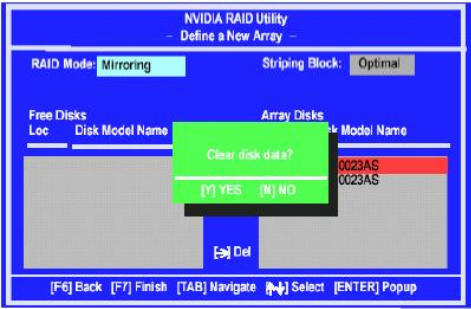 NVIDIA RAID Utility
– Define a New Array –
RAID Mode: Mirroring Striping Block: Optimal
Free Disks Array Disks
Loc Disk Model Name k Model Name
Clear disk data?
0023AS
[Y] YES [N] NO
0023AS
[→] Del
[F6] Back [F7] Finish [TAB] Navigate [↑↓] Select [ENTER] Popup